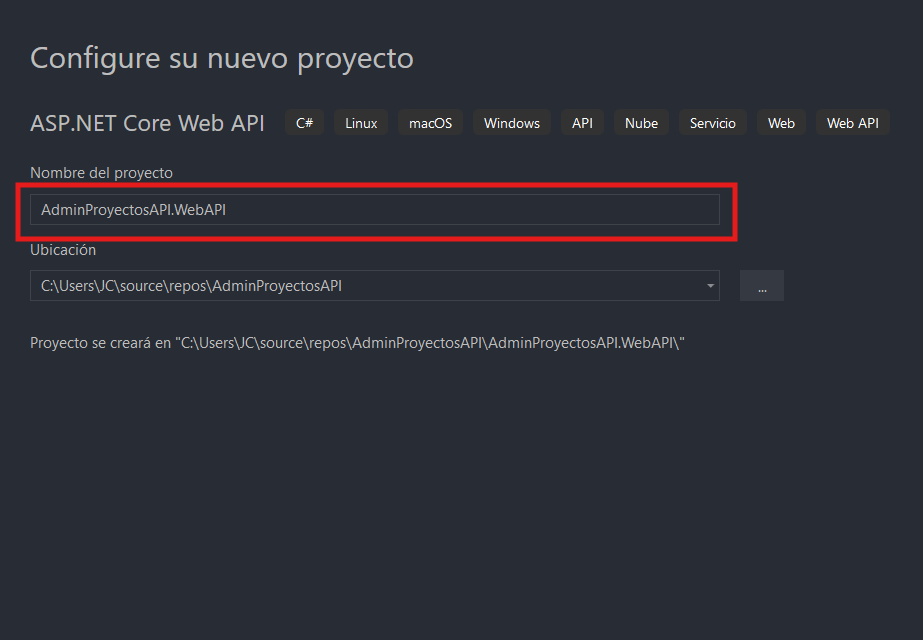 Configure su nuevo proyecto
ASP.NET Core Web API C# Linux macOS Windows API Nube Servicio Web Web API
Nombre del proyecto
AdminProyectosAPI.WebAPI
Ubicación
C:\Users\JC\source\repos\AdminProyectosAPI
...
Proyecto se creará en "C:\Users\JC\source\repos\AdminProyectosAPI\AdminProyectosAPI.WebAPI\"